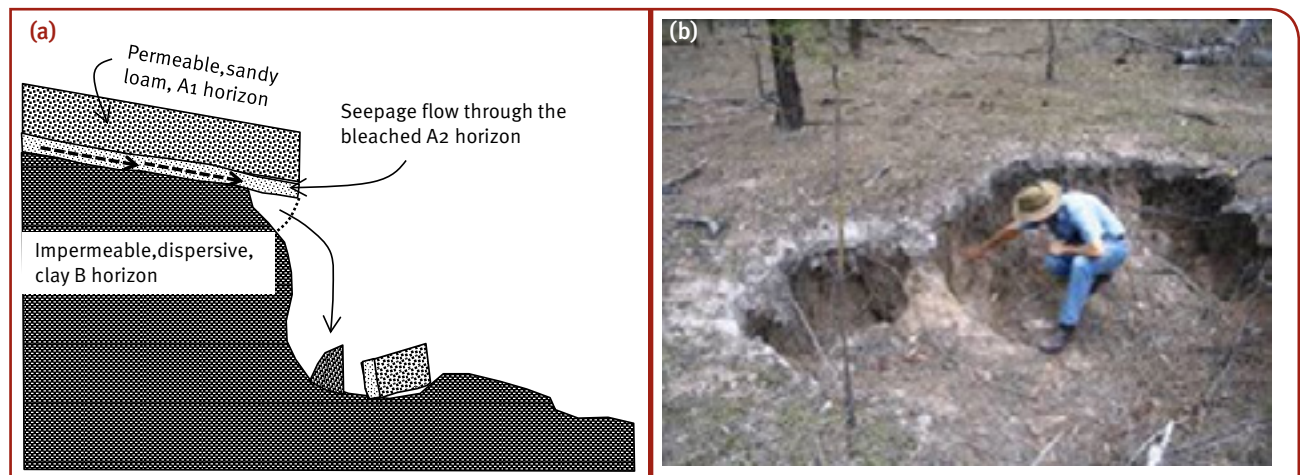 (a)
Permeable,sandy
loam, A1 horizon
Seepage flow through the
bleached A2 horizon
Impermeable,dispersive,
clay B horizon
(b)